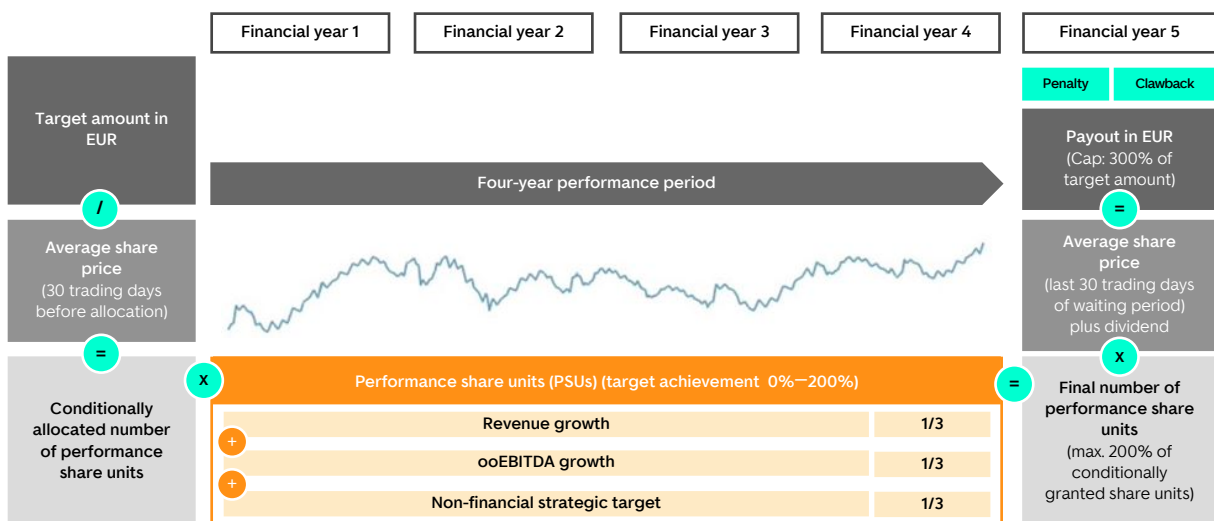 Financial year 1
Financial year 2
Financial year 3
Financial year 4
Financial year 5
Penalty
Clawback
Target amount in
EUR
Four-year performance period
Payout in EUR
(Cap: 300% of
target amount)
/
=
Average share
price
(30 trading days
before allocation)
Average share
price
(last 30 trading days
of waiting period)
plus dividend
=
x
Conditionally
allocated number
of performance
share units
x
Performance share units (PSUs) (target achievement 0%—200%)
=
Revenue growth
1/3
+
ooEBITDA growth
1/3
+
Non-financial strategic target
1/3
Final number of
performance share
units
(max. 200% of
conditionally
granted share units)